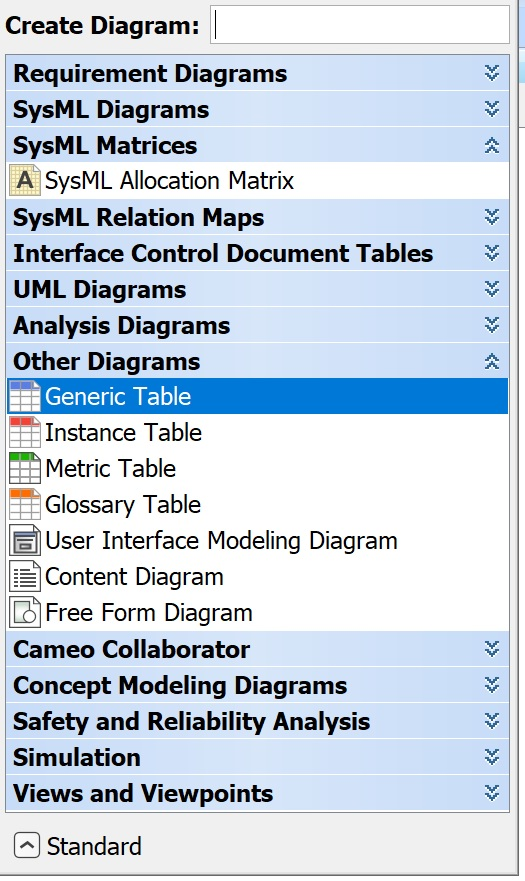 Create Diagram:
Requirement Diagrams
SysML Diagrams
SysML Matrices
A SysML Allocation Matrix
SysML Relation Maps
Interface Control Document Tables
UML Diagrams
Analysis Diagrams
Other Diagrams
Generic Table
Instance Table
Metric Table
Glossary Table
User Interface Modeling Diagram
Content Diagram
Free Form Diagram
Cameo Collaborator
Concept Modeling Diagrams
Safety and Reliability Analysis
Simulation
Views and Viewpoints
Standard